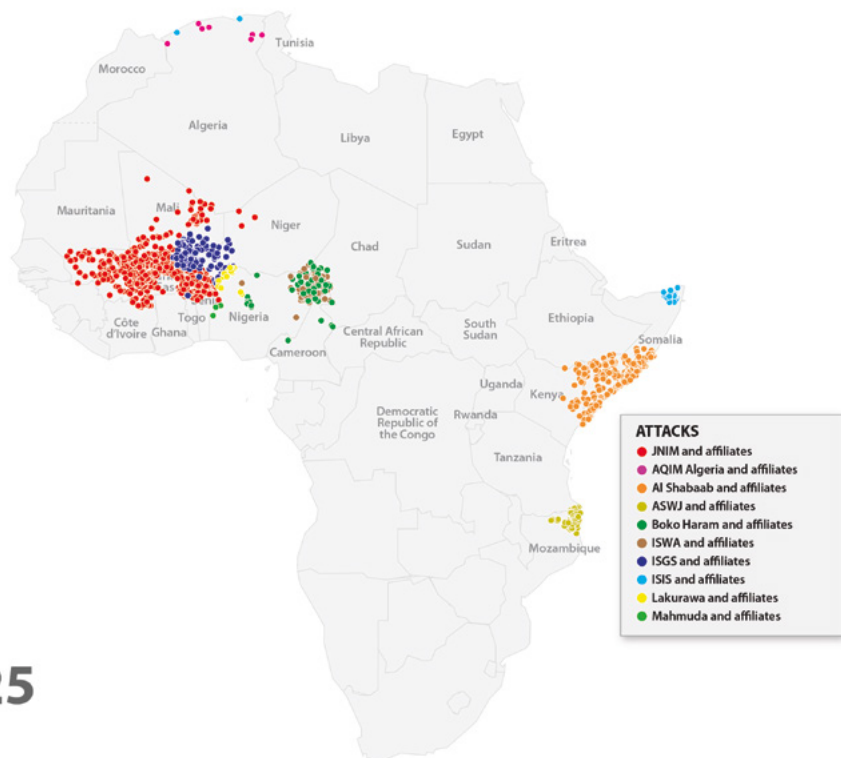 Tunisia
Morocco
Algeria
Libya
Egypt
Mauritania
Mali
Niger
Chad
Sudan
Eritrea
Côte
d'Ivoire
Ghana
Togo
Nigeria
Cameroon
Central African
Republic
South
Sudan
Ethiopia
Somalia
Uganda
Kenya
Rwanda
Democratic
Republic of
the Congo
Tanzania
Mozambique
ATTACKS
JNIM and affiliates
AQIM Algeria and affiliates
Al Shabaab and affiliates
ASWJ and affiliates
Boko Haram and affiliates
ISWA and affiliates
ISGS and affiliates
ISIS and affiliates
Lakurawa and affiliates
Mahmuda and affiliates
25